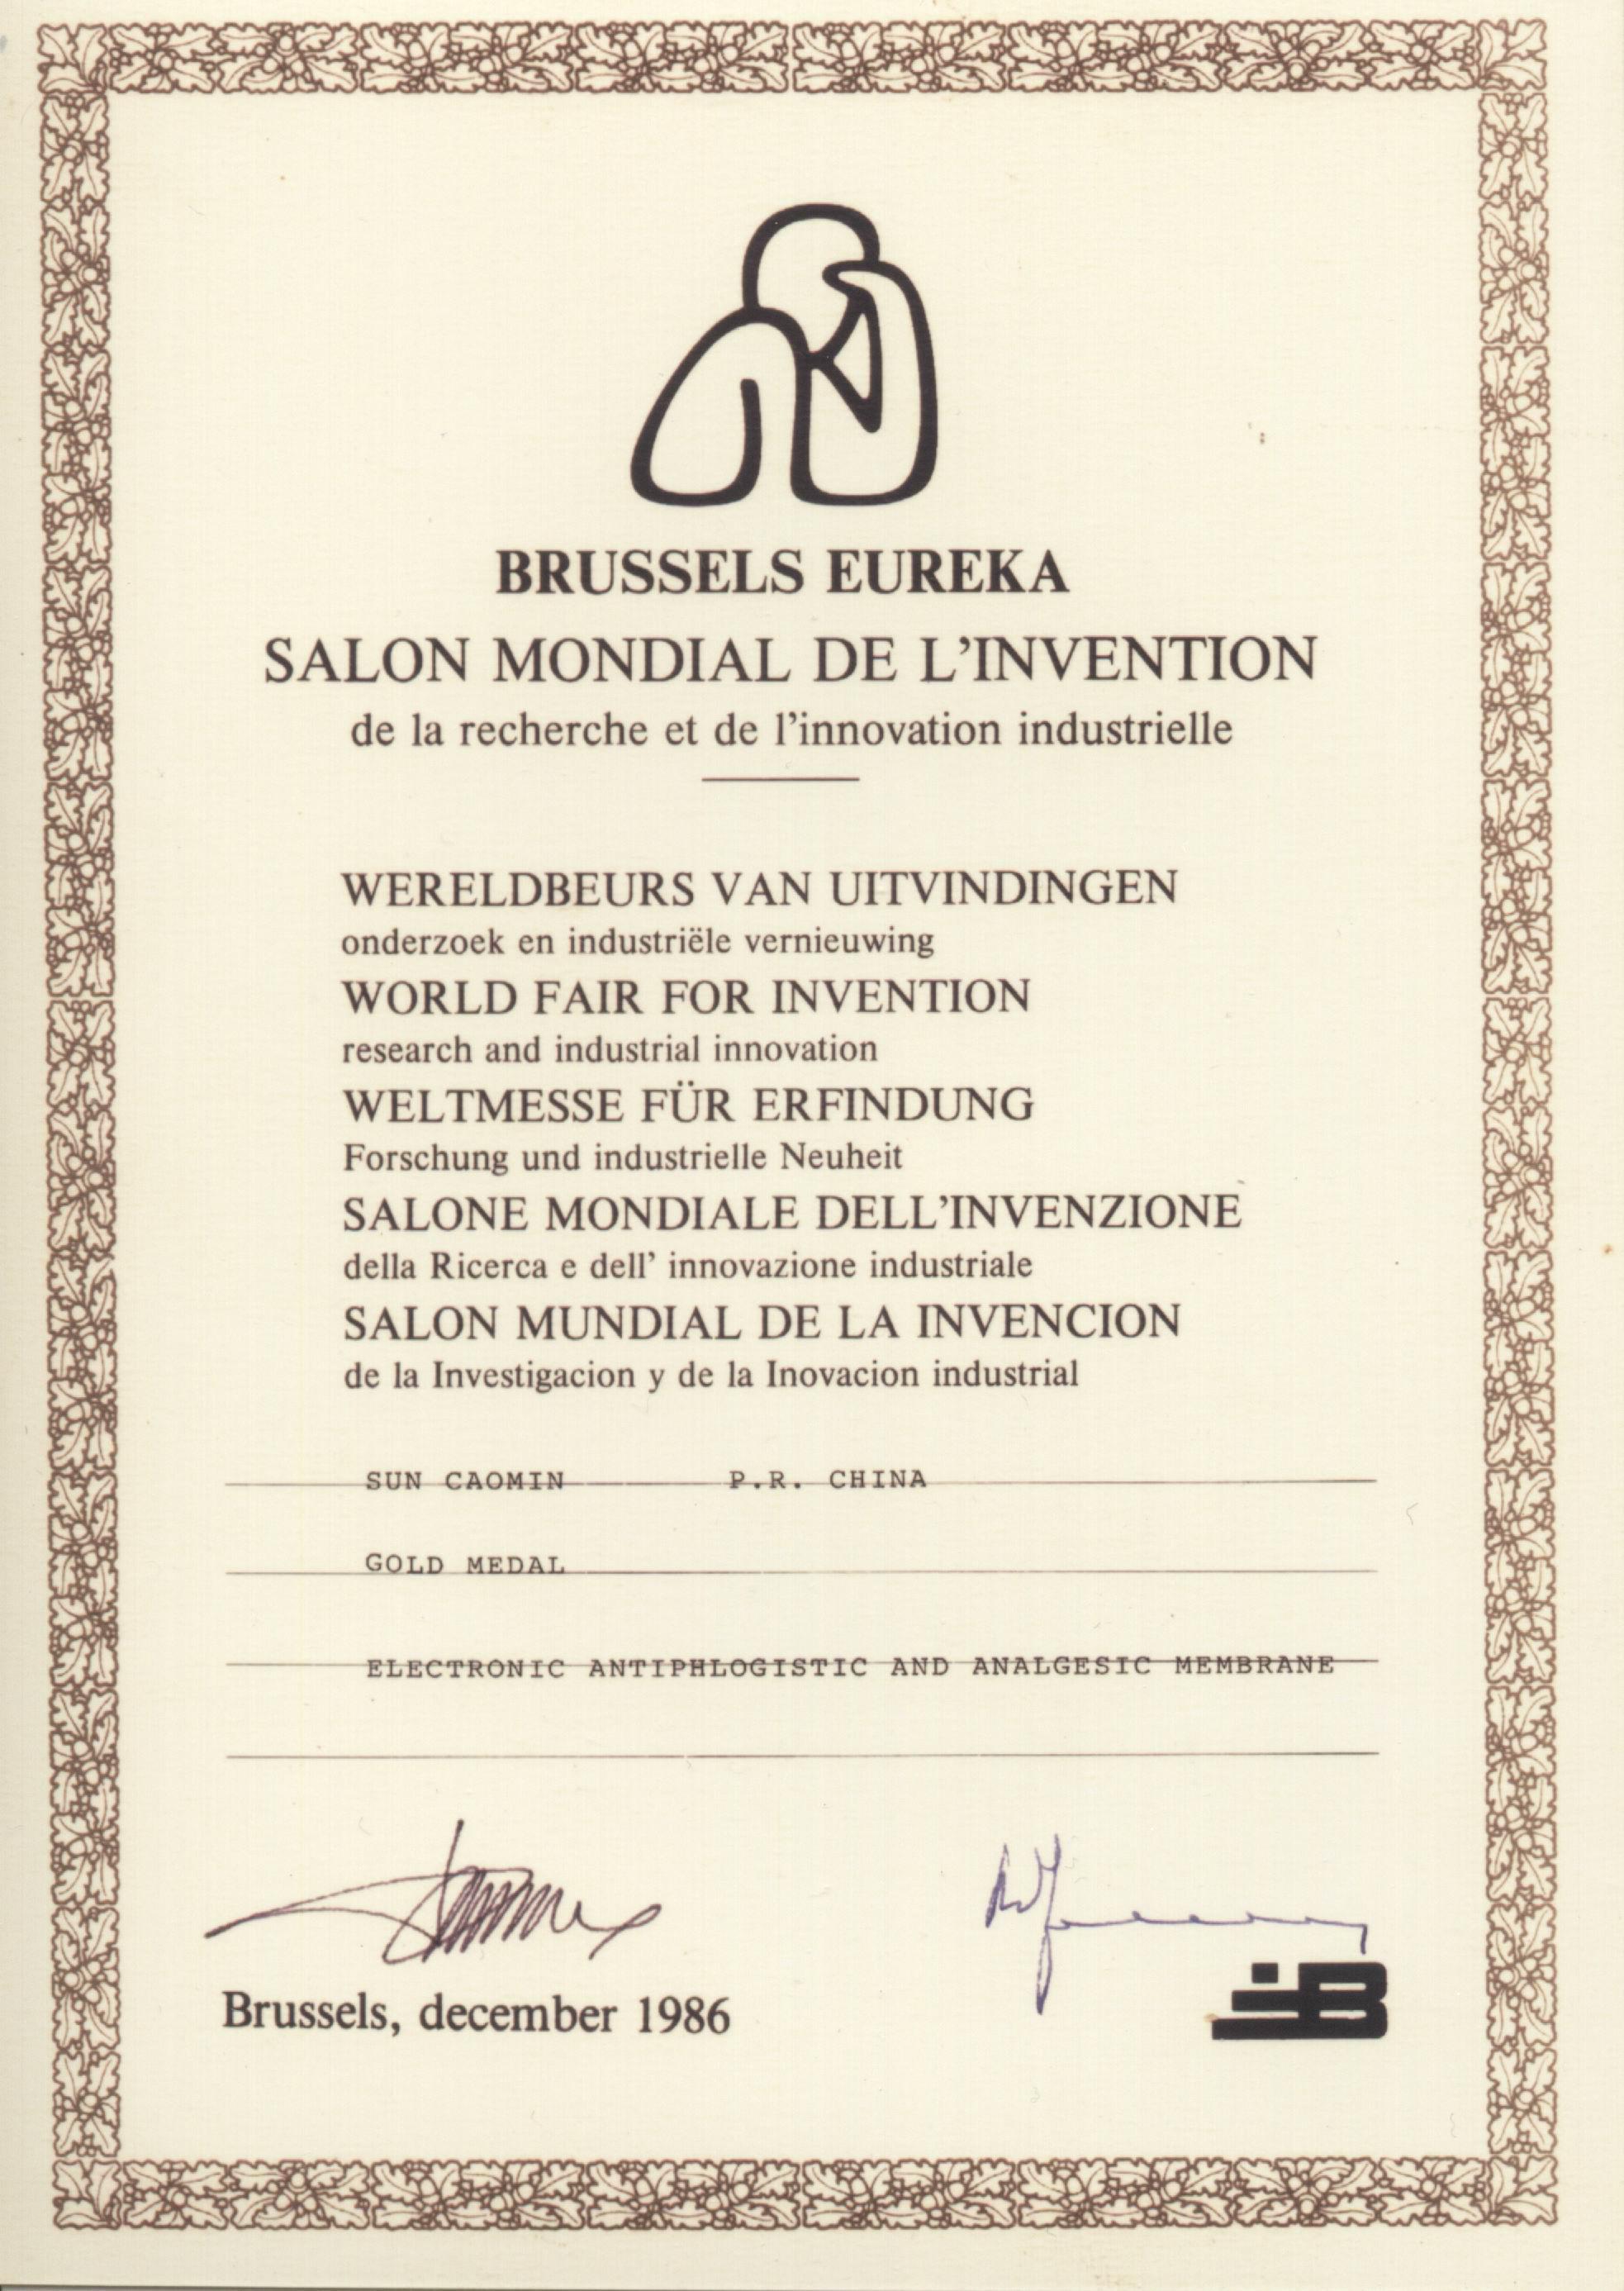 BRUSSELS EUREKA
SALON MONDIAL DE L'INVENTION
de la recherche et de l'innovation industrielle
WERELDBEURS VAN UITVINDINGEN
onderzoek en industriële vernieuwing
WORLD FAIR FOR INVENTION
research and industrial innovation
WELTMESSE FÜR ERFINDUNG
Forschung und industrielle Neuheit
SALONE MONDIALE DELL'INVENZIONE
della Ricerca e dell' innovazione industriale
SALON MUNDIAL DE LA INVENCION
de la Investigacion y de la Inovacion industrial
SUN CAOMIN P.R. CHINA
GOLD MEDAL
ELECTRONIC ANTIPHLOGISTIC AND ANALGESIC MEMBRANE
Brussels, december 1986